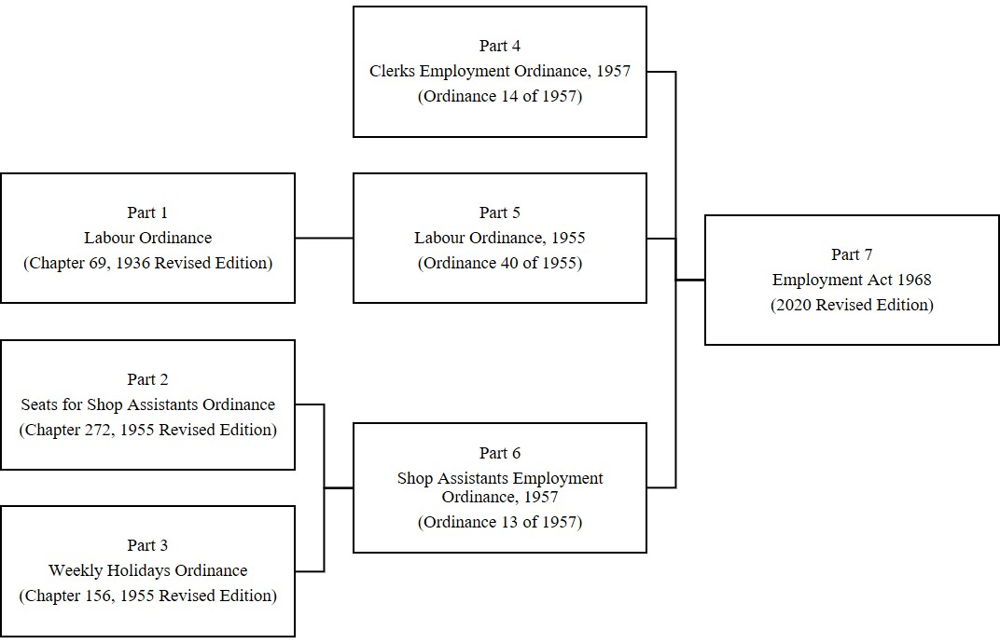 Part 4
Clerks Employment Ordinance, 1957
(Ordinance 14 of 1957)
Part 1
Labour Ordinance
(Chapter 69, 1936 Revised Edition)
Part 5
Labour Ordinance, 1955
(Ordinance 40 of 1955)
Part 7
Employment Act 1968
(2020 Revised Edition)
Part 2
Seats for Shop Assistants Ordinance
(Chapter 272, 1955 Revised Edition)
Part 6
Shop Assistants Employment
Ordinance, 1957
(Ordinance 13 of 1957)
Part 3
Weekly Holidays Ordinance
(Chapter 156, 1955 Revised Edition)